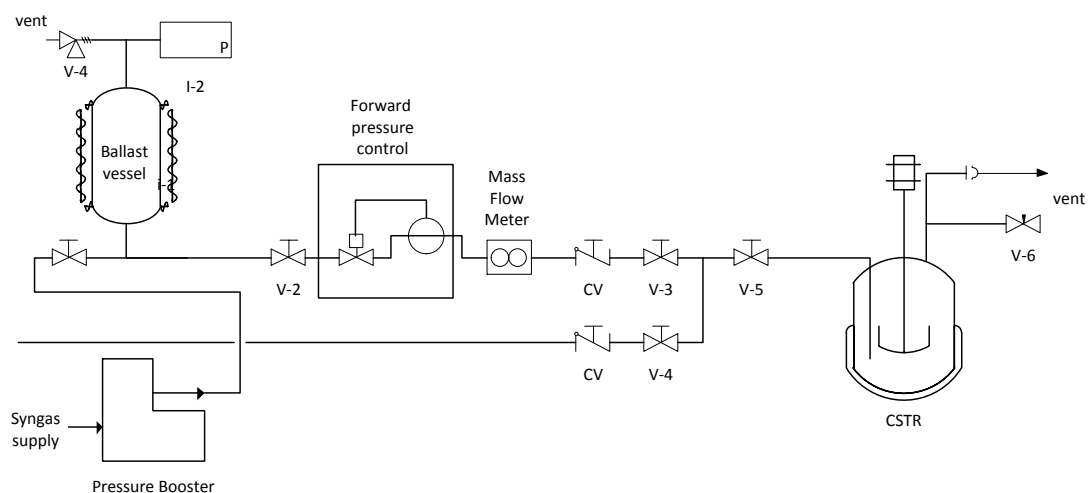 vent
V-4
P
I-2
Ballast
vessel
Forward
pressure
control
Mass
Flow
Meter
V-2
CV
V-3
V-5
CV
V-4
vent
V-6
CSTR
Syngas
supply
Pressure Booster